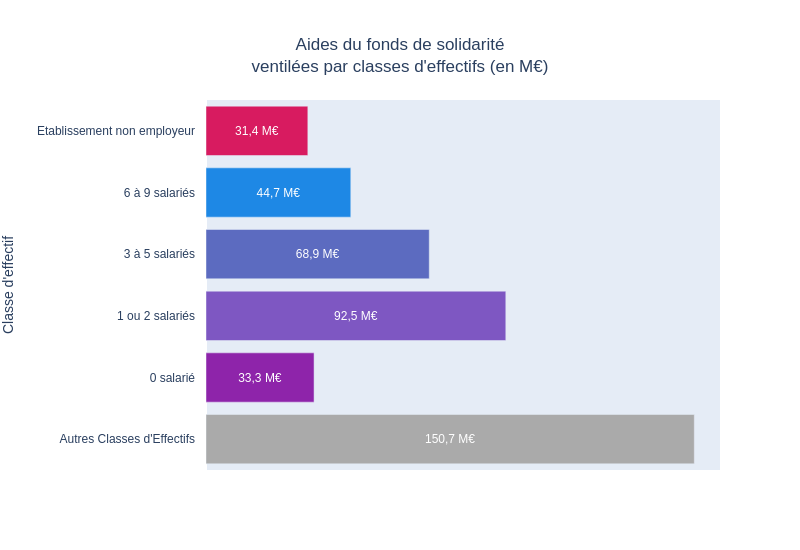 Aides du fonds de solidarité
ventilées par classes d'effectifs (en M€)
Classe d'effectif
Etablissement non employeur
31,4 M€
6 à 9 salariés
44,7 M€
3 à 5 salariés
68,9 M€
1 ou 2 salariés
92,5 M€
0 salarié
33,3 M€
Autres Classes d'Effectifs
150,7 M€